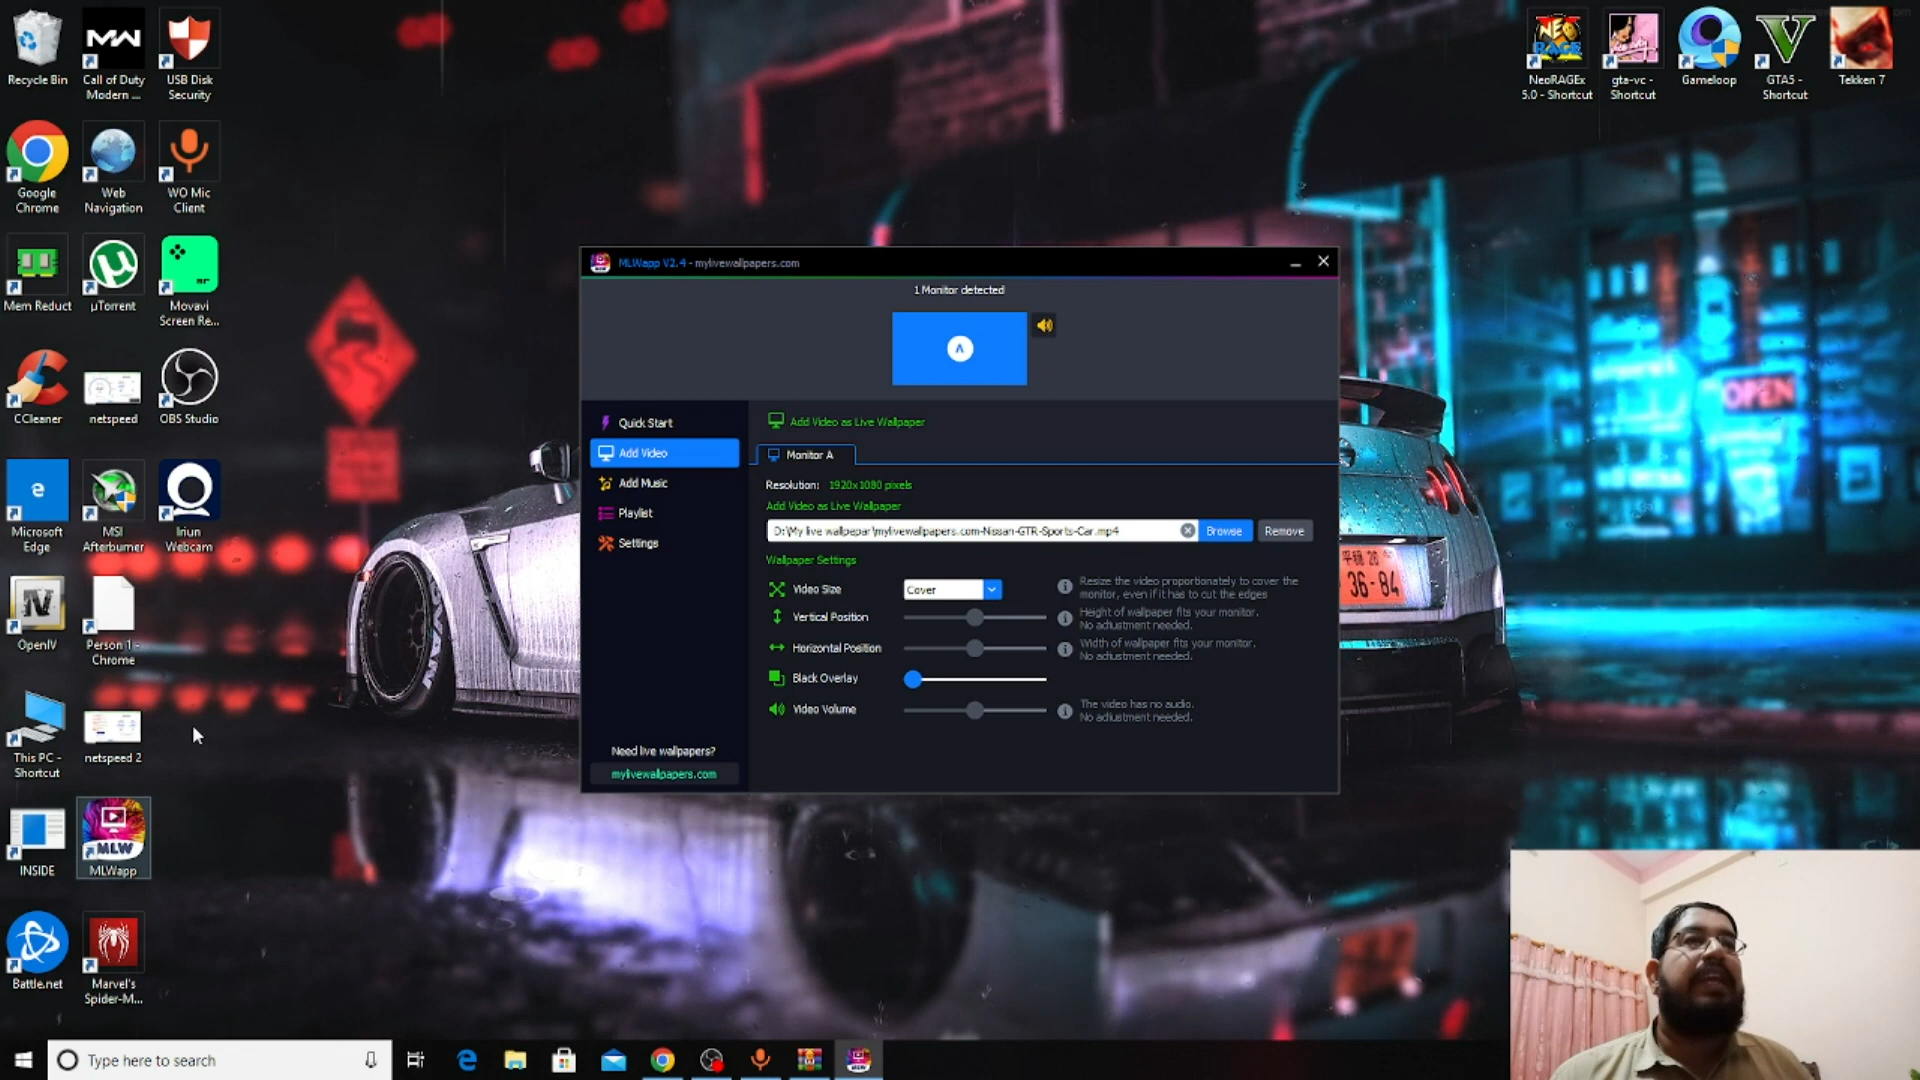 Recycle Bin
Call of Duty
Modern ...
USB Disk
Security
Google
Chrome
Web
Navigation
WO Mic
Client
Mem Reduct
µTorrent
Movavi
Screen Re...
CCleaner
netspeed
OBS Studio
Microsoft
Edge
MSI
Afterburner
Iriun
Webcam
OpenIV
Person 1 -
Chrome
This PC -
Shortcut
netspeed 2
INSIDE
MLW
MLWapp
Battle.net
Marvel's
Spider-M...
NEO
RAGE
NeoRAGEx
5.0 - Shortcut
gta-vc -
Shortcut
Gameloop
GTA5 -
Shortcut
Tekken 7
OPEN
36-84
MLWapp V2.4 - mylivewallpapers.com
1 Monitor detected
A
Quick Start
Add Video
Add Music
Playlist
Settings
Need live wallpapers?
mylivewallpapers.com
Add Video as Live Wallpaper
Monitor A
Resolution: 1920x1080 pixels
Add Video as Live Wallpaper
D:\My live wallpepar\mylivewallpapers.com-Nissan-GTR-Sports-Car.mp4
Browse
Remove
Wallpaper Settings
Video Size
Cover
Resize the video proportionately to cover the
monitor, even if it has to cut the edges
Vertical Position
Height of wallpaper fits your monitor.
No adjustment needed.
Horizontal Position
Width of wallpaper fits your monitor.
No adjustment needed.
Black Overlay
Video Volume
The video has no audio.
No adjustment needed.
Type here to search